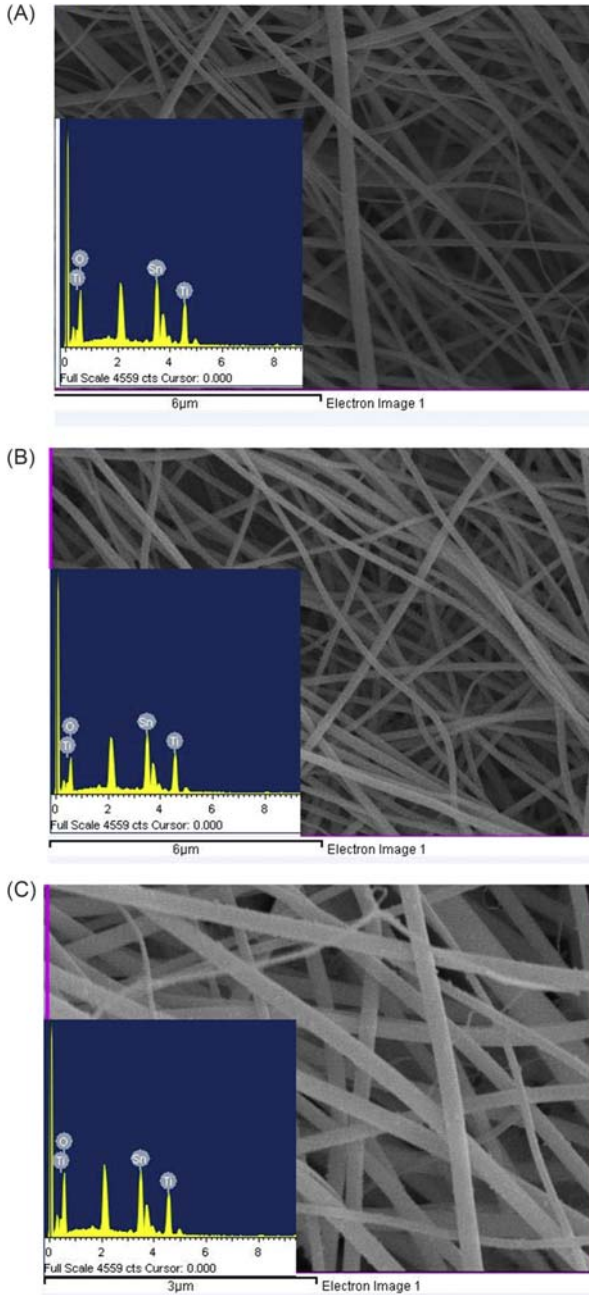 (A)
O
Ti
Sn
Ti
0 2 4 6 8
Full Scale 4559 cts Cursor: 0.000
6µm Electron Image 1
(B)
O
Ti
Sn
Ti
0 2 4 6 8
Full Scale 4559 cts Cursor: 0.000
6µm Electron Image 1
(C)
O
Ti
Sn
Ti
0 2 4 6 8
Full Scale 4559 cts Cursor: 0.000
3µm Electron Image 1